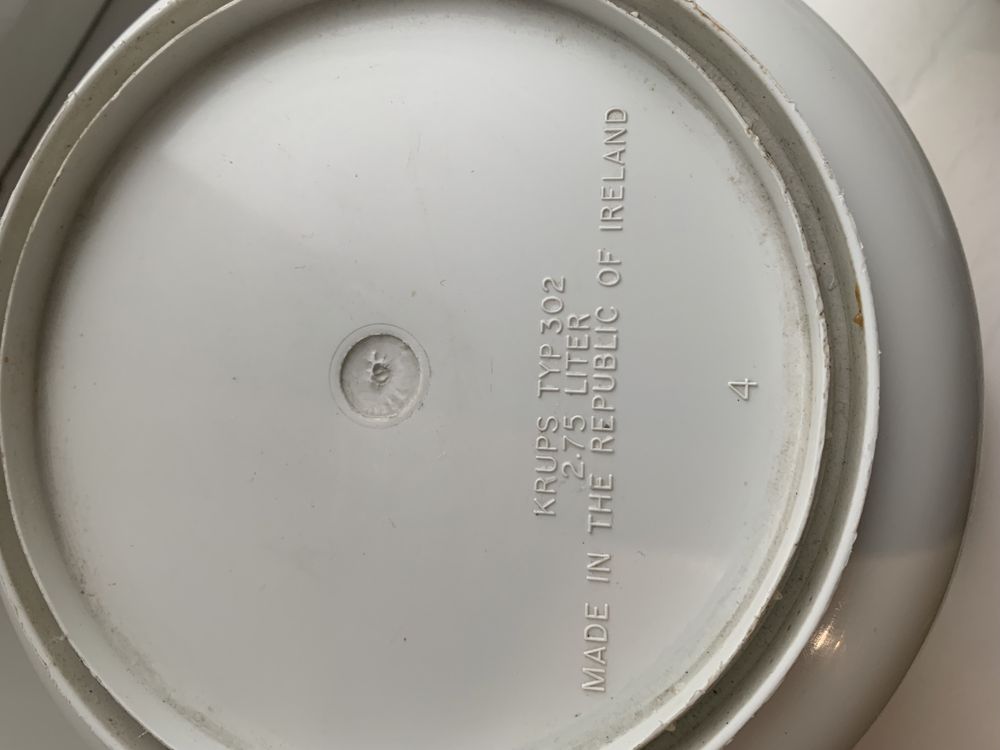 KRUPS TYP 302
2.75 LITER
MADE IN THE REPUBLIC OF IRELAND
4